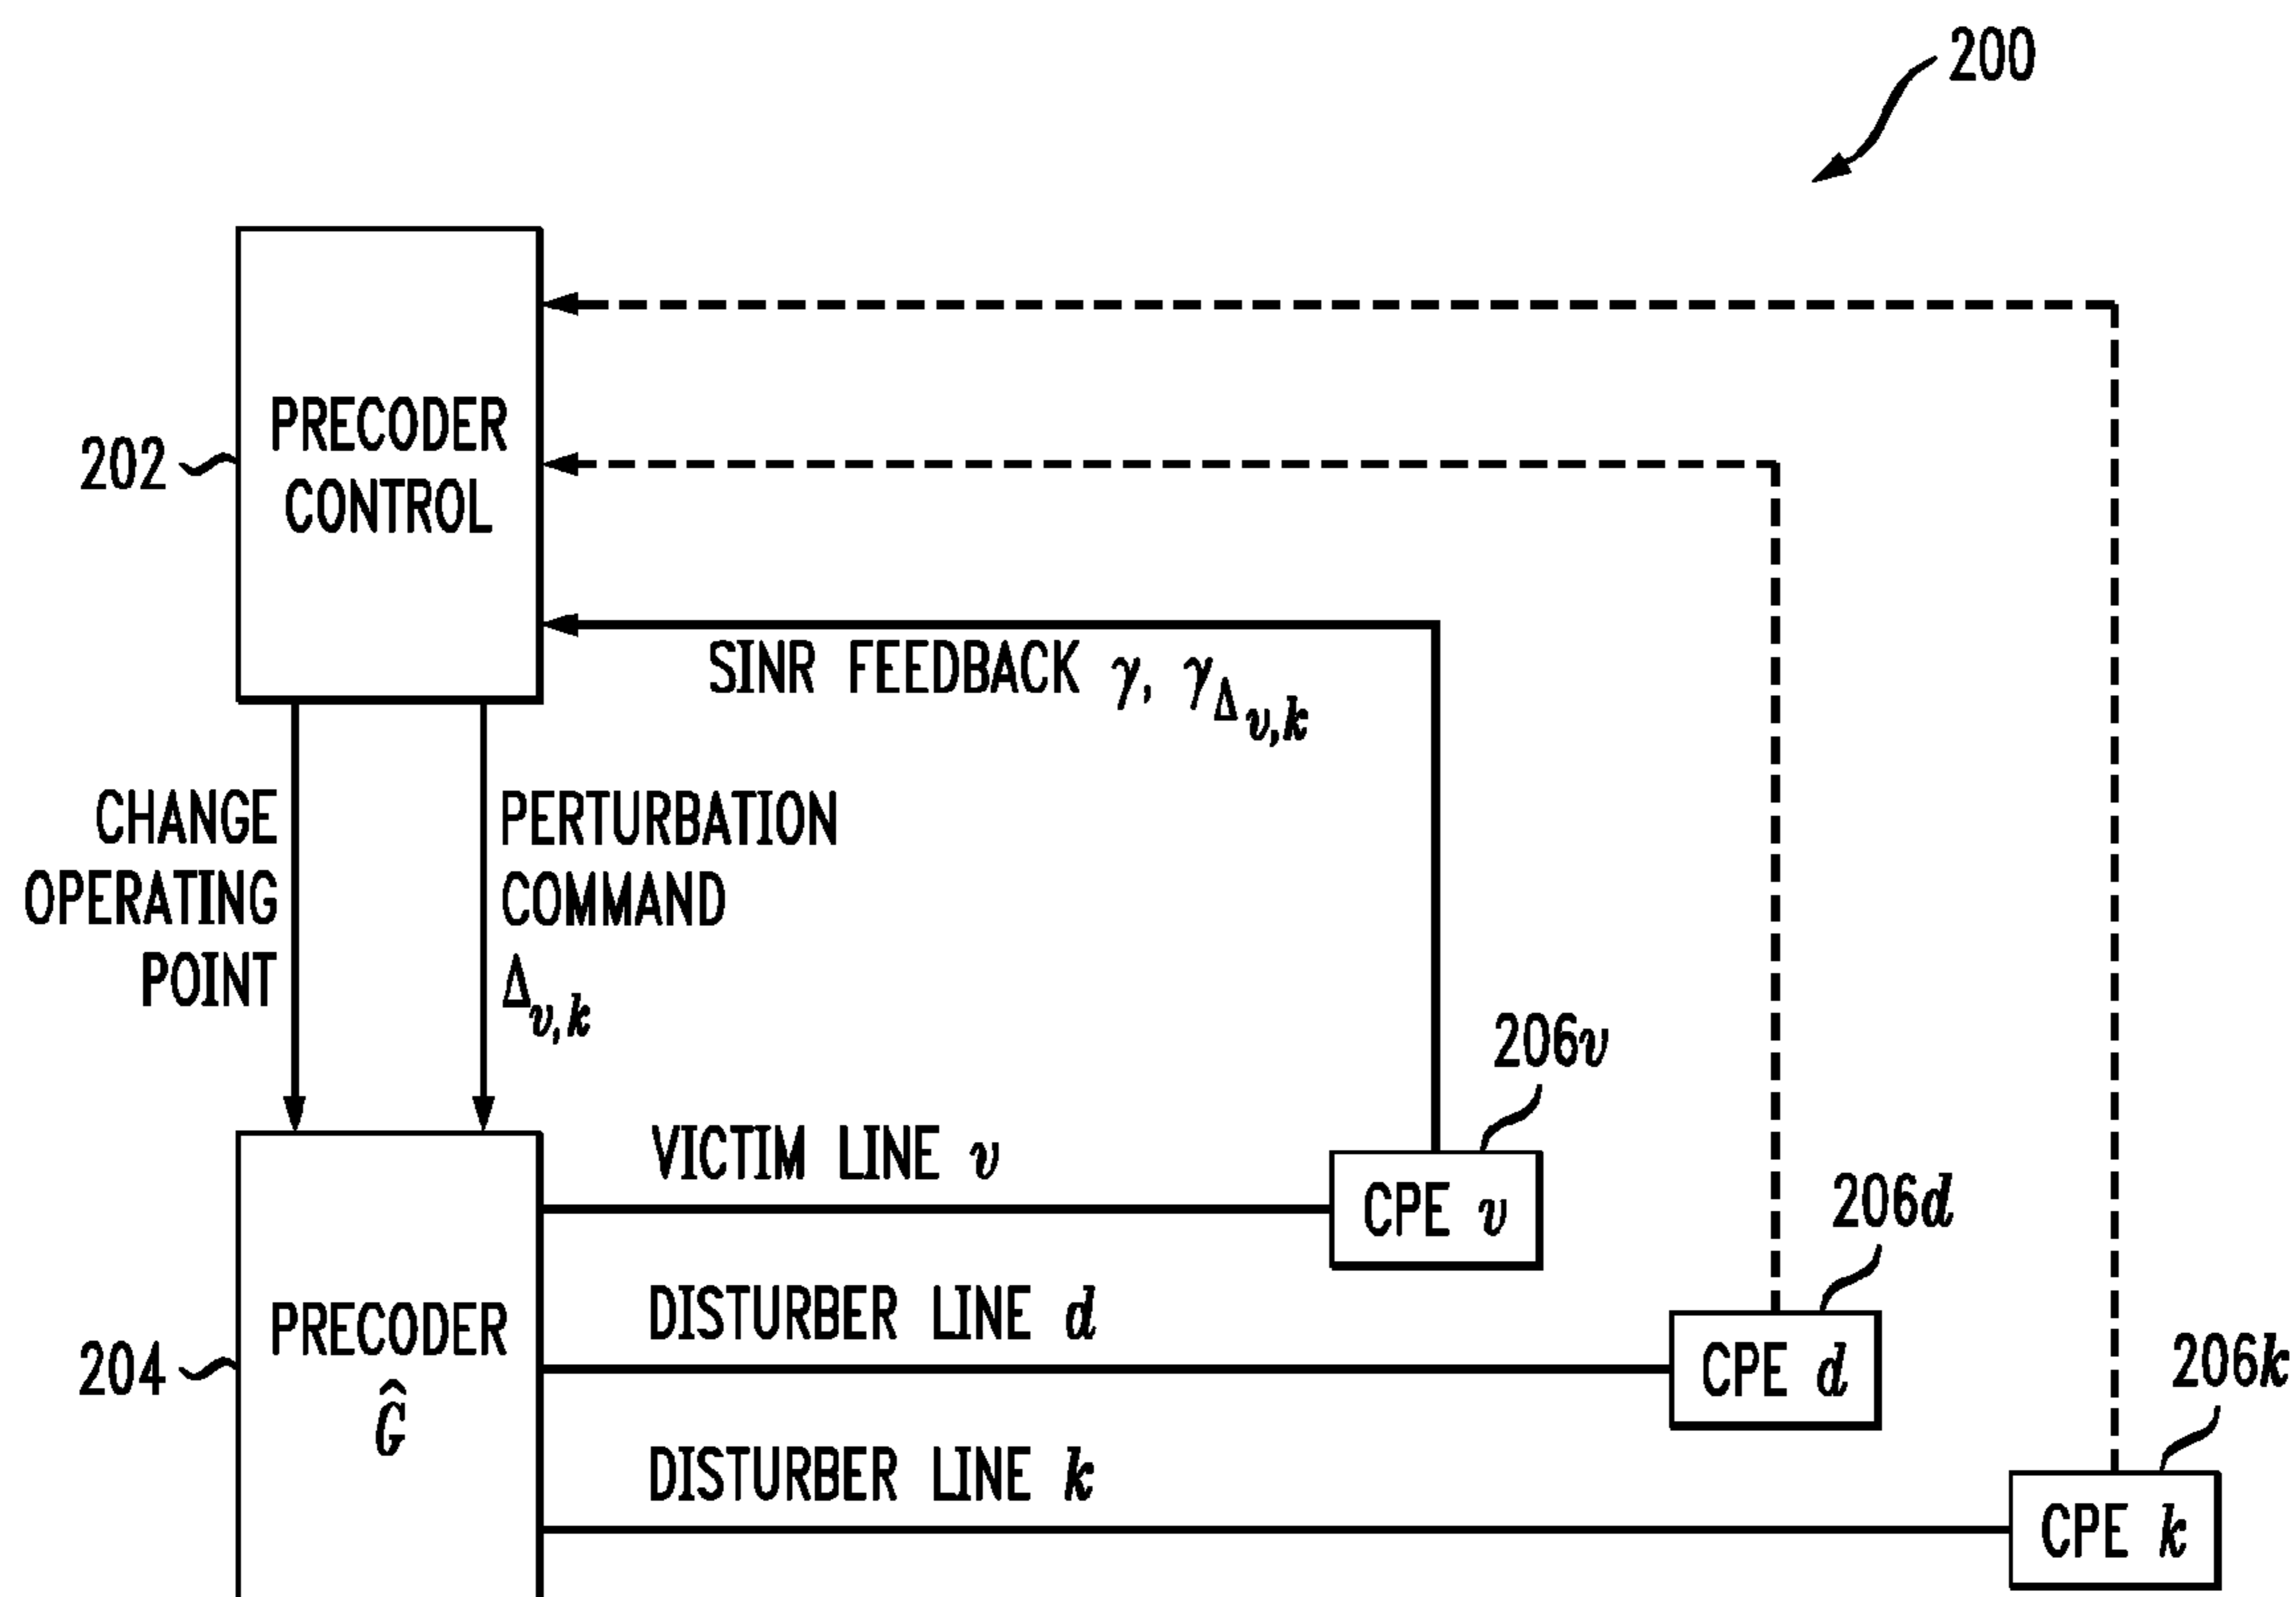 200
202
PRECODER
CONTROL
SINR FEEDBACK γ, γΔv,k
CHANGE
OPERATING
POINT
PERTURBATION
COMMAND
Δv,k
204
PRECODER
Ĝ
VICTIM LINE v
206v
CPE v
DISTURBER LINE d
206d
CPE d
DISTURBER LINE k
206k
CPE k